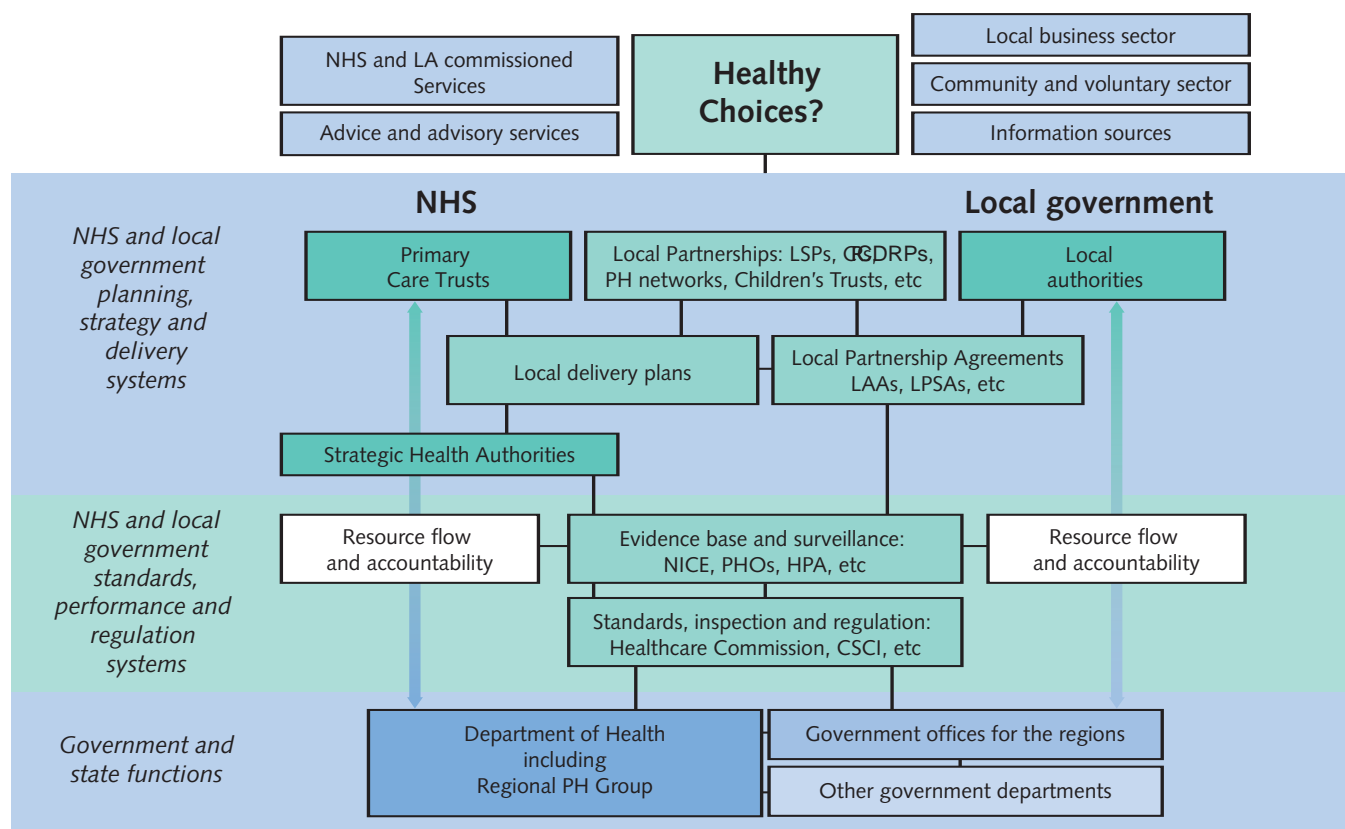 NHS and LA commissioned
Services
Advice and advisory services
Healthy
Choices?
Local business sector
Community and voluntary sector
Information sources
NHS and local
government
planning,
strategy and
delivery
systems
NHS
Local government
Primary
Care Trusts
Local Partnerships: LSPs,
PH networks, Children's Trusts, etc
Local
authorities
Local delivery plans
Local Partnership Agreements
LAAs, LPSAs, etc
Strategic Health Authorities
NHS and local
government
standards,
performance and
regulation
systems
Resource flow
and accountability
Evidence base and surveillance:
NICE, PHOs, HPA, etc
Resource flow
and accountability
Standards, inspection and regulation:
Healthcare Commission, CSCI, etc
Government and
state functions
Department of Health
including
Regional PH Group
Government offices for the regions
Other government departments